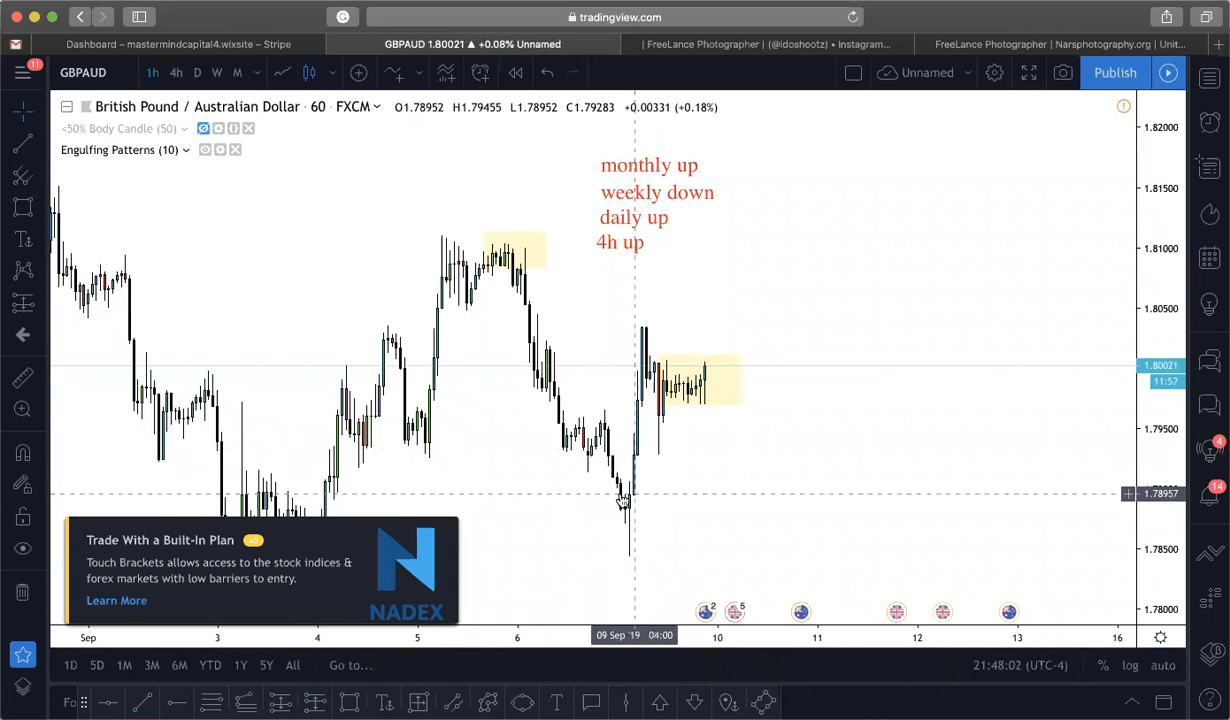 tradingview.com
Dashboard – mastermindcapital4.wixsite – Stripe
GBPAUD 1.80021 ▲ +0.08% Unnamed
| FreeLance Photographer | (@idoshootz) • Instagram...
FreeLance Photographer | Narsphotography.org | Unit...
11
GBPAUD
1h 4h D W M
Unnamed
Publish
British Pound / Australian Dollar · 60 · FXCM
O1.78952 H1.79455 L1.78952 C1.79283 +0.00331 (+0.18%)
<50% Body Candle (50)
Engulfing Patterns (10)
monthly up
weekly down
daily up
4h up
1.82000
1.81500
1.81000
1.80500
1.80021
11:57
1.79500
1.78957
1.78500
1.78000
4
14
Trade With a Built-In Plan AD
Touch Brackets allows access to the stock indices &
forex markets with low barriers to entry.
Learn More
NADEX
2
5
Sep 3 4 5 6 09 Sep '19 04:00 10 11 12 13 16
1D 5D 1M 3M 6M YTD 1Y 5Y All Go to...
21:48:02 (UTC-4) % log auto
Fo